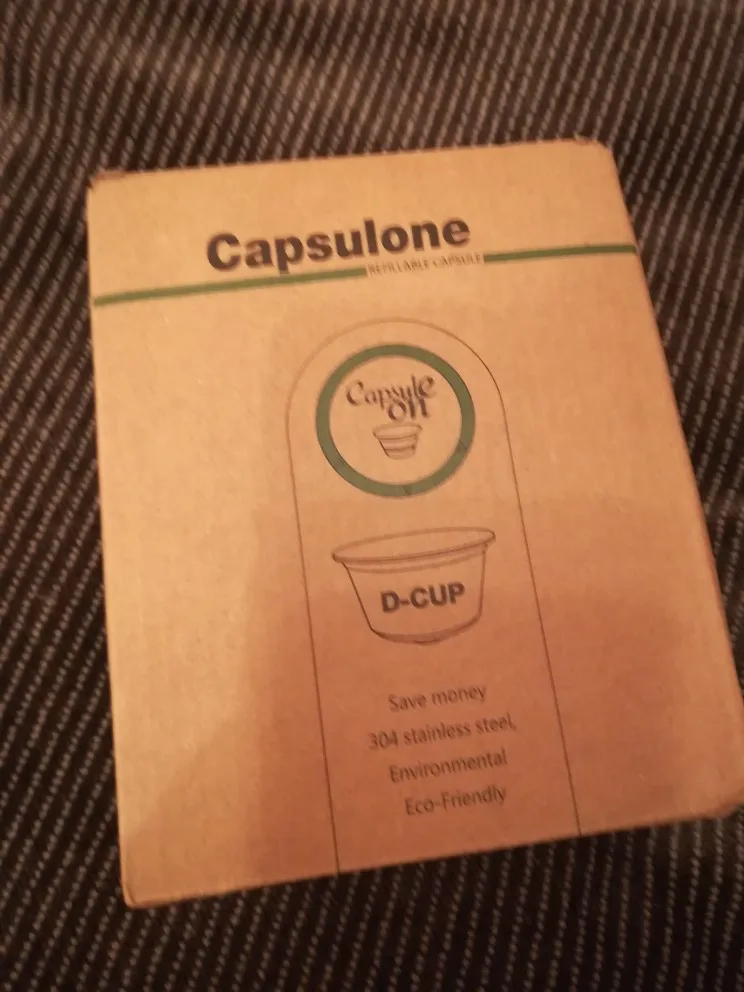 Capsulone
REFILLABLE CAPSULE
Capsule
on
D-CUP
Save money
304 stainless steel,
Environmental
Eco-Friendly